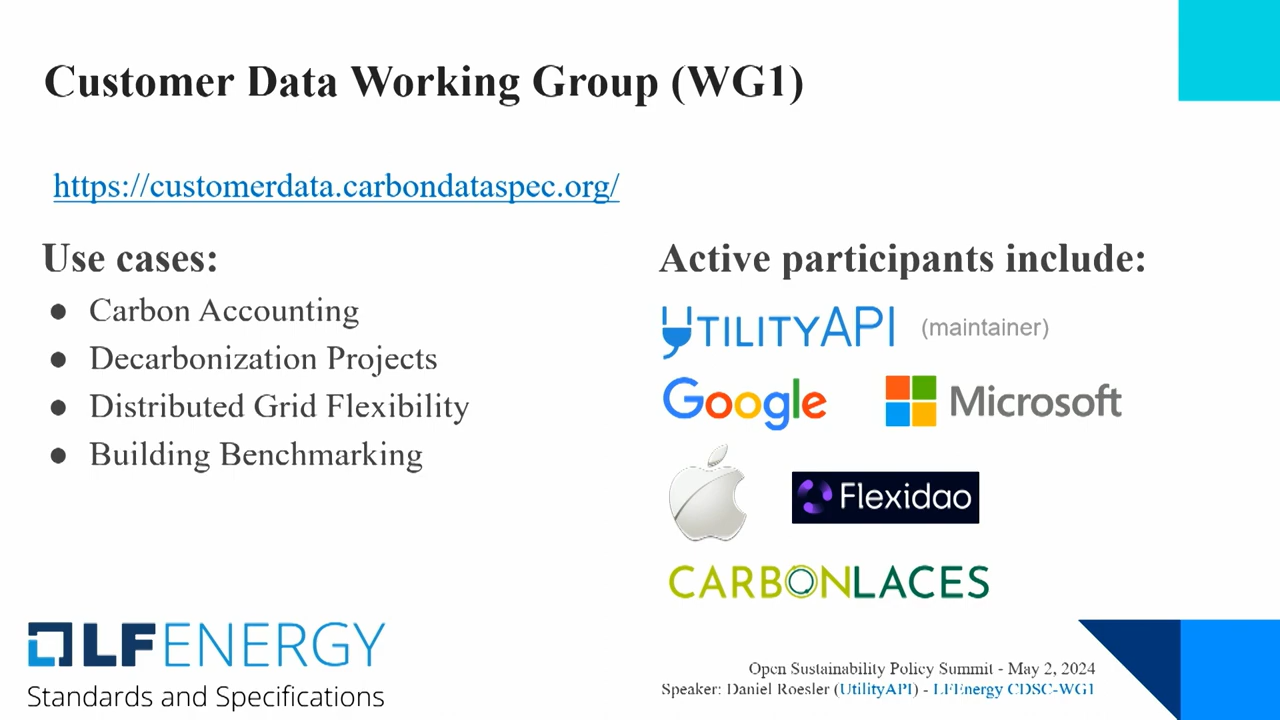 Customer Data Working Group (WG1)
https://customerdata.carbondataspec.org/
Use cases:
● Carbon Accounting
● Decarbonization Projects
● Distributed Grid Flexibility
● Building Benchmarking
Active participants include:
UTILITYAPI (maintainer)
Google Microsoft
Flexidao
CARBONLACES
LFENERGY
Standards and Specifications
Open Sustainability Policy Summit - May 2, 2024
Speaker: Daniel Roesler (UtilityAPI) - LFEnergy CDSC-WG1